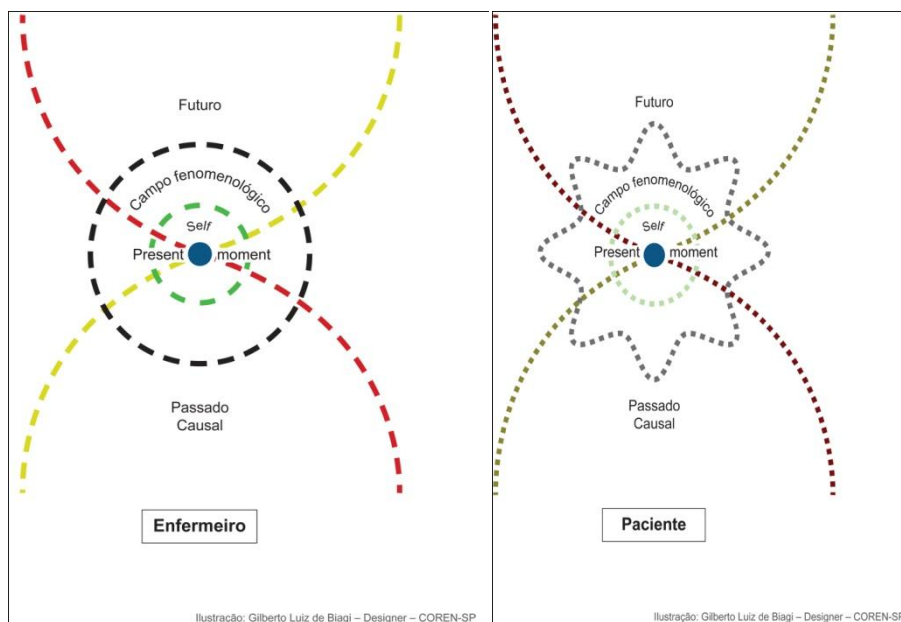 Futuro
Campo fenomenológico
Self
Present moment
Passado
Causal
Enfermeiro
Ilustração: Gilberto Luiz de Biagi – Designer – COREN-SP
Futuro
Campo fenomenológico
Self
Present moment
Passado
Causal
Paciente
Ilustração: Gilberto Luiz de Biagi – Designer – COREN-SP